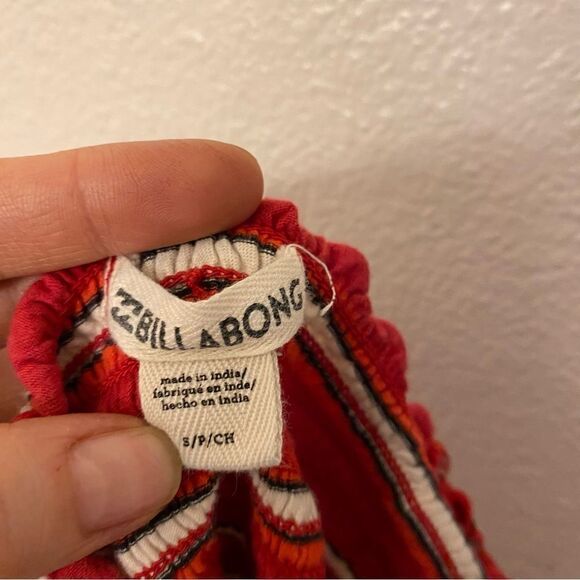 BILLABONG
made in india/
fabriqué en inde/
hecho en india
S/P/CH